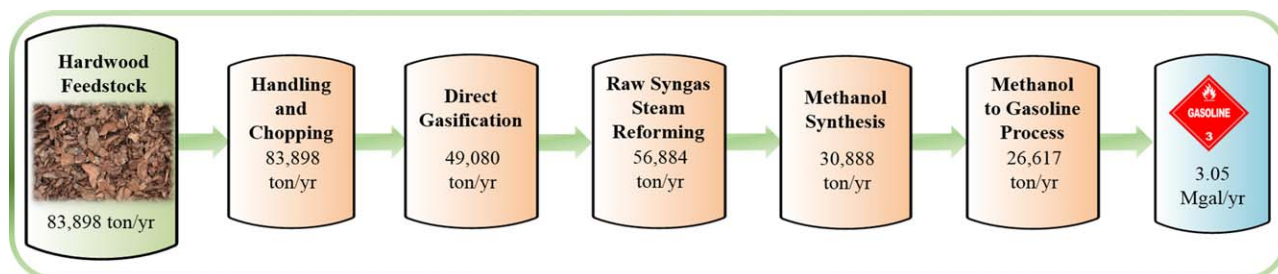 Hardwood
Feedstock
83,898 ton/yr
Handling
and
Chopping
83,898
ton/yr
Direct
Gasification
49,080
ton/yr
Raw Syngas
Steam
Reforming
56,884
ton/yr
Methanol
Synthesis
30,888
ton/yr
Methanol
to Gasoline
Process
26,617
ton/yr
GASOLINE
3
3.05
Mgal/yr